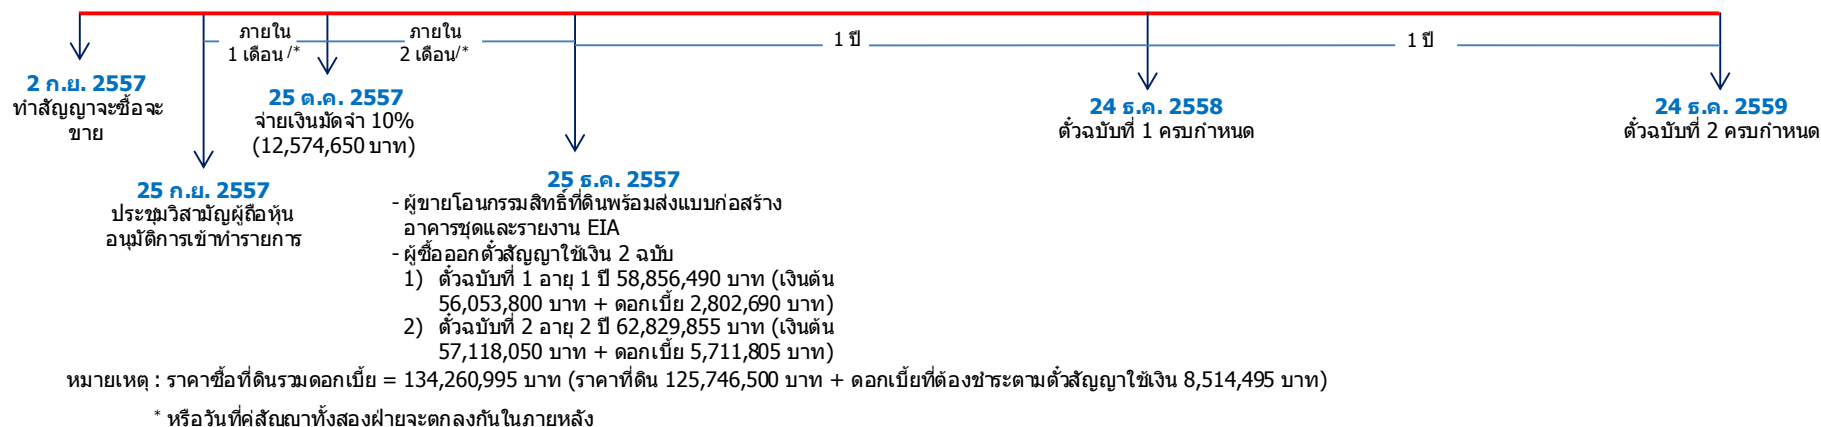 ภายใน
1 เดือน /*
ภายใน
2 เดือน/*
1 ปี
1 ปี
2 ก.ย. 2557
ทำสัญญาจะซื้อจะ
ขาย
25 ต.ค. 2557
จ่ายเงินมัดจำ 10%
(12,574,650 บาท)
24 ธ.ค. 2558
ตั๋วฉบับที่ 1 ครบกำหนด
24 ธ.ค. 2559
ตั๋วฉบับที่ 2 ครบกำหนด
25 ก.ย. 2557
ประชุมวิสามัญผู้ถือหุ้น
อนุมัติการเข้าทำรายการ
25 ธ.ค. 2557
- ผู้ขายโอนกรรมสิทธิ์ที่ดินพร้อมส่งแบบก่อสร้าง
อาคารชุดและรายงาน EIA
- ผู้ซื้อออกตั๋วสัญญาใช้เงิน 2 ฉบับ
1) ตั๋วฉบับที่ 1 อายุ 1 ปี 58,856,490 บาท (เงินต้น
56,053,800 บาท + ดอกเบี้ย 2,802,690 บาท)
2) ตั๋วฉบับที่ 2 อายุ 2 ปี 62,829,855 บาท (เงินต้น
57,118,050 บาท + ดอกเบี้ย 5,711,805 บาท)
หมายเหตุ : ราคาซื้อที่ดินรวมดอกเบี้ย = 134,260,995 บาท (ราคาที่ดิน 125,746,500 บาท + ดอกเบี้ยที่ต้องชำระตามตั๋วสัญญาใช้เงิน 8,514,495 บาท)
* หรือวันที่คู่สัญญาทั้งสองฝ่ายจะตกลงกันในภายหลัง